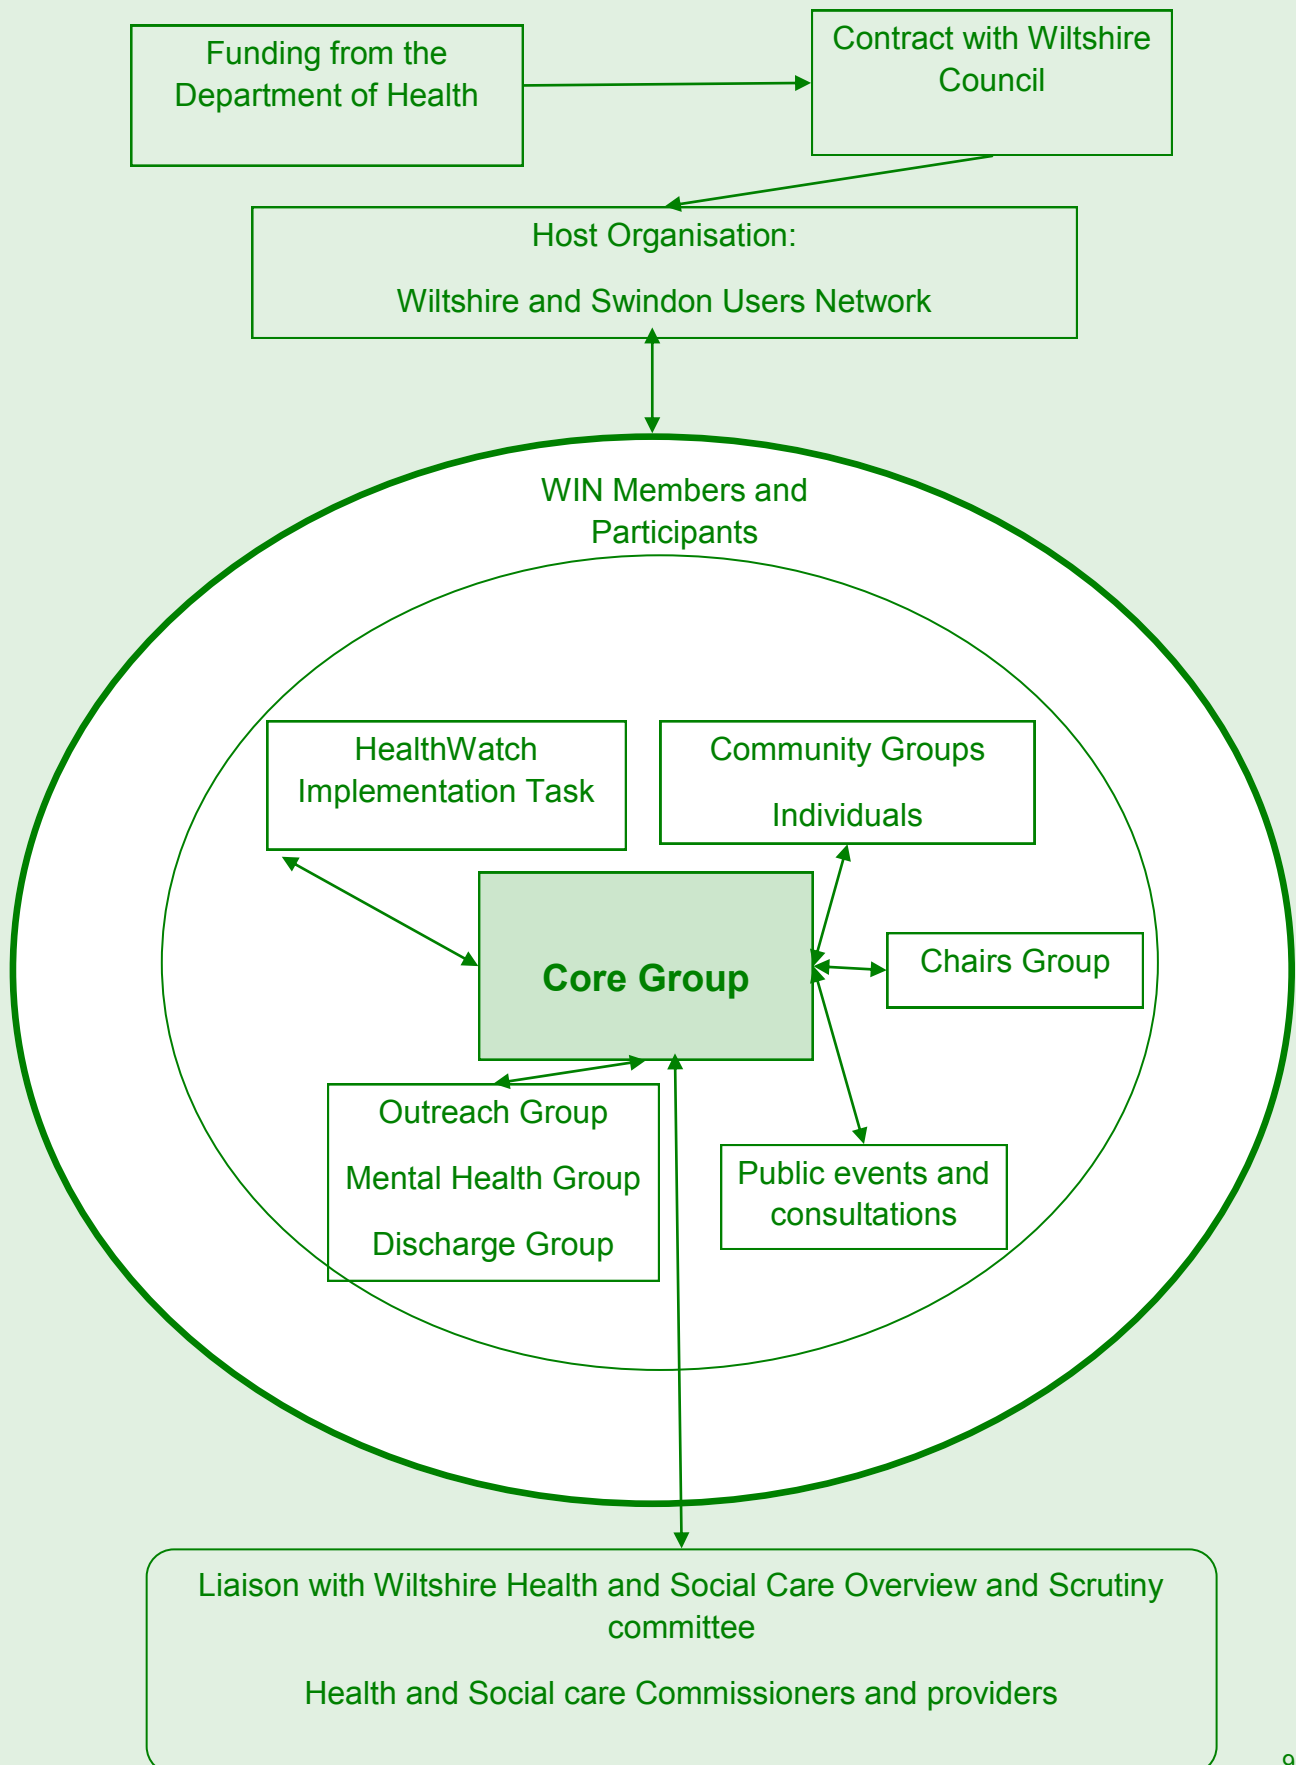 Funding from the
Department of Health
Contract with Wiltshire
Council
Host Organisation:
Wiltshire and Swindon Users Network
WIN Members and
Participants
HealthWatch
Implementation Task
Community Groups
Individuals
Core Group
Chairs Group
Outreach Group
Mental Health Group
Discharge Group
Public events and
consultations
Liaison with Wiltshire Health and Social Care Overview and Scrutiny
committee
Health and Social care Commissioners and providers
9